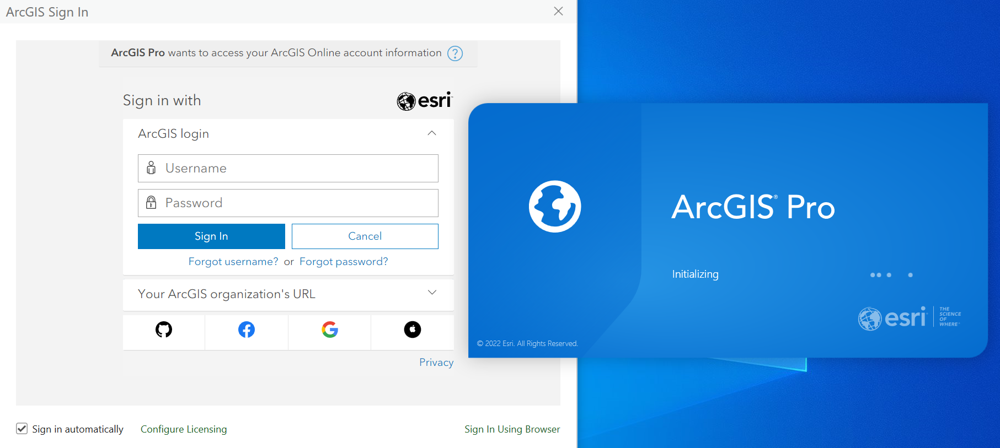 ArcGIS Sign In
ArcGIS Pro wants to access your ArcGIS Online account information ?
Sign in with
esri
ArcGIS login
Username
Password
Sign In
Cancel
Forgot username? or Forgot password?
Your ArcGIS organization's URL
Privacy
Sign in automatically
Configure Licensing
Sign In Using Browser
ArcGIS® Pro
Initializing
esri
THE
SCIENCE
OF
WHERE®
© 2022 Esri. All Rights Reserved.